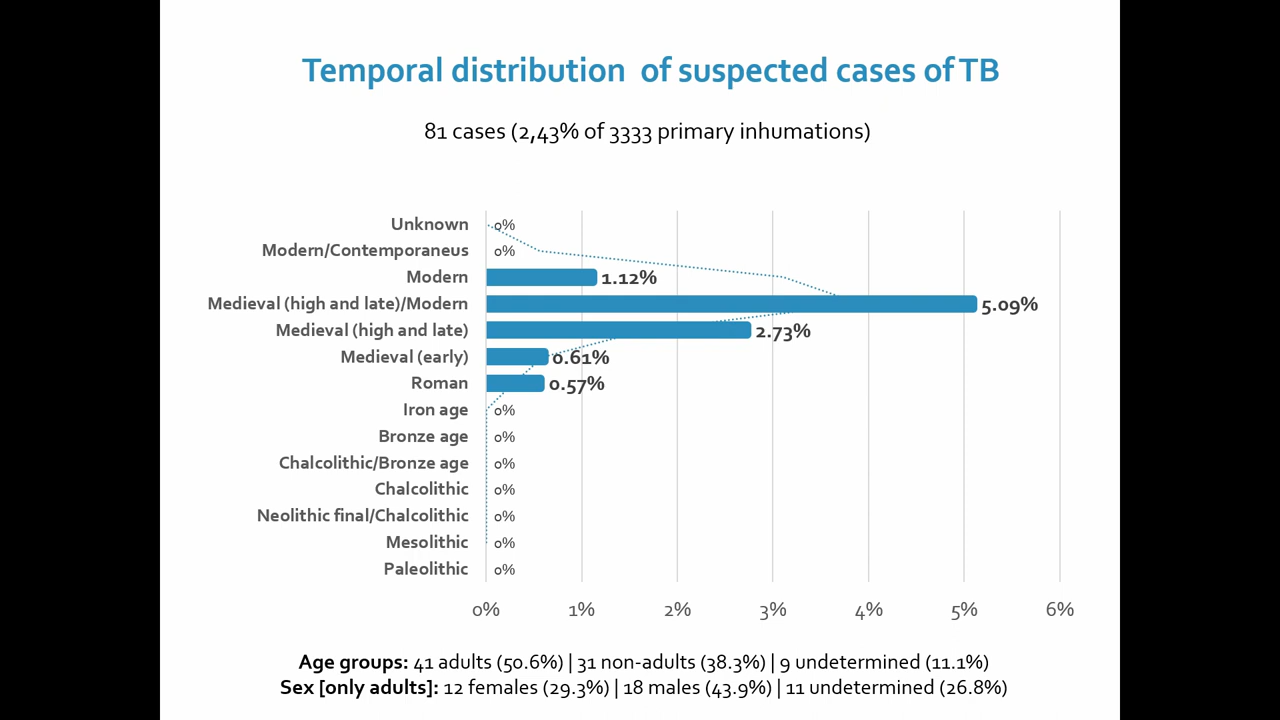 Temporal distribution of suspected cases of TB
81 cases (2,43% of 3333 primary inhumations)
Unknown 0%
Modern/Contemporaneus 0%
Modern 1.12%
Medieval (high and late)/Modern 5.09%
Medieval (high and late) 2.73%
Medieval (early) 0.61%
Roman 0.57%
Iron age 0%
Bronze age 0%
Chalcolithic/Bronze age 0%
Chalcolithic 0%
Neolithic final/Chalcolithic 0%
Mesolithic 0%
Paleolithic 0%
0% 1% 2% 3% 4% 5% 6%
Age groups: 41 adults (50.6%) | 31 non-adults (38.3%) | 9 undetermined (11.1%)
Sex [only adults]: 12 females (29.3%) | 18 males (43.9%) | 11 undetermined (26.8%)